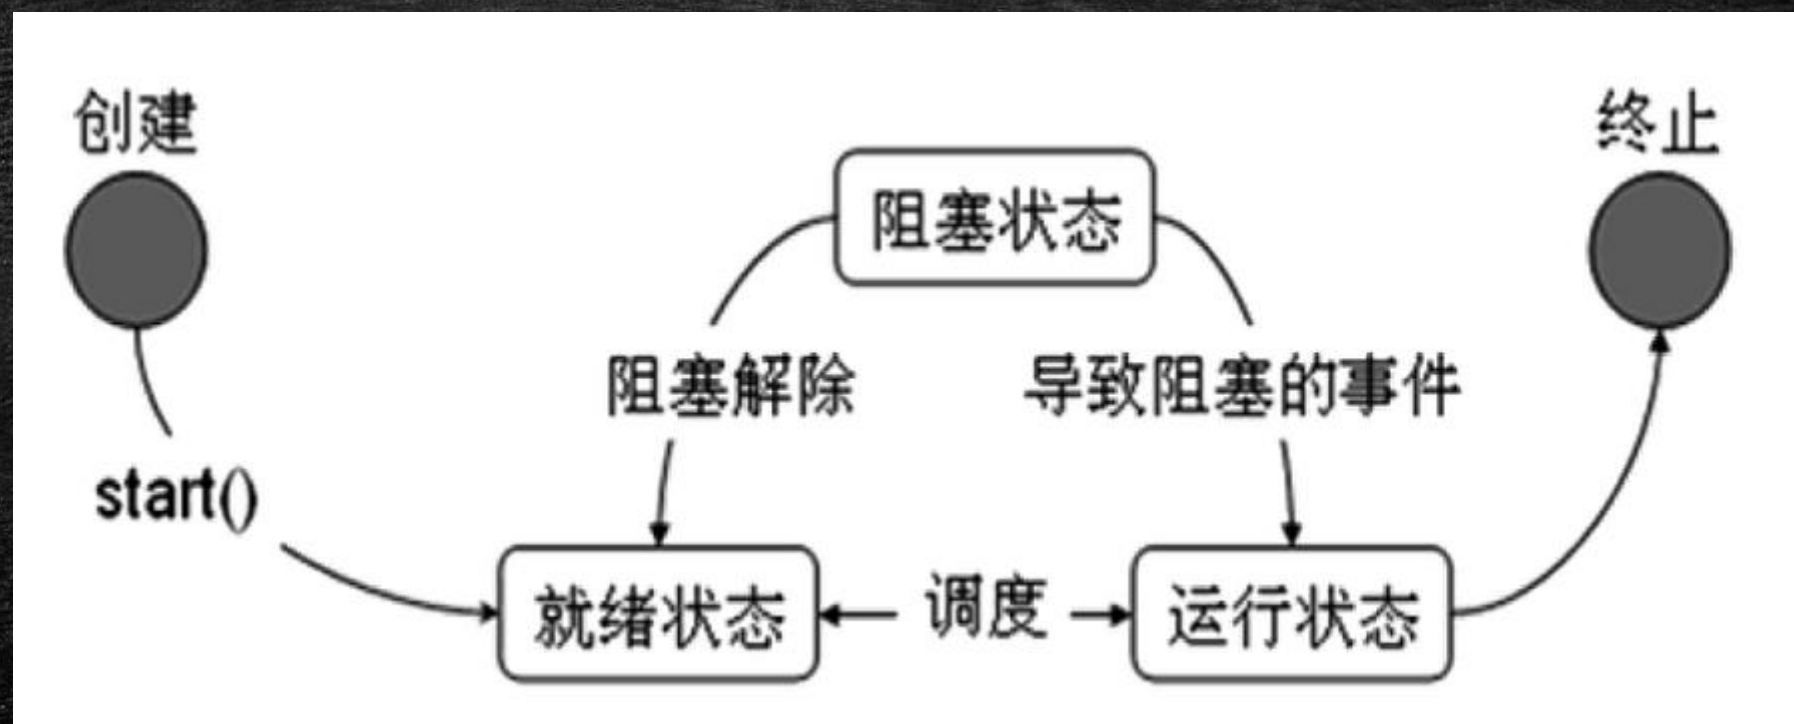 创建
终止
阻塞状态
阻塞解除
导致阻塞的事件
start()
就绪状态
调度
运行状态